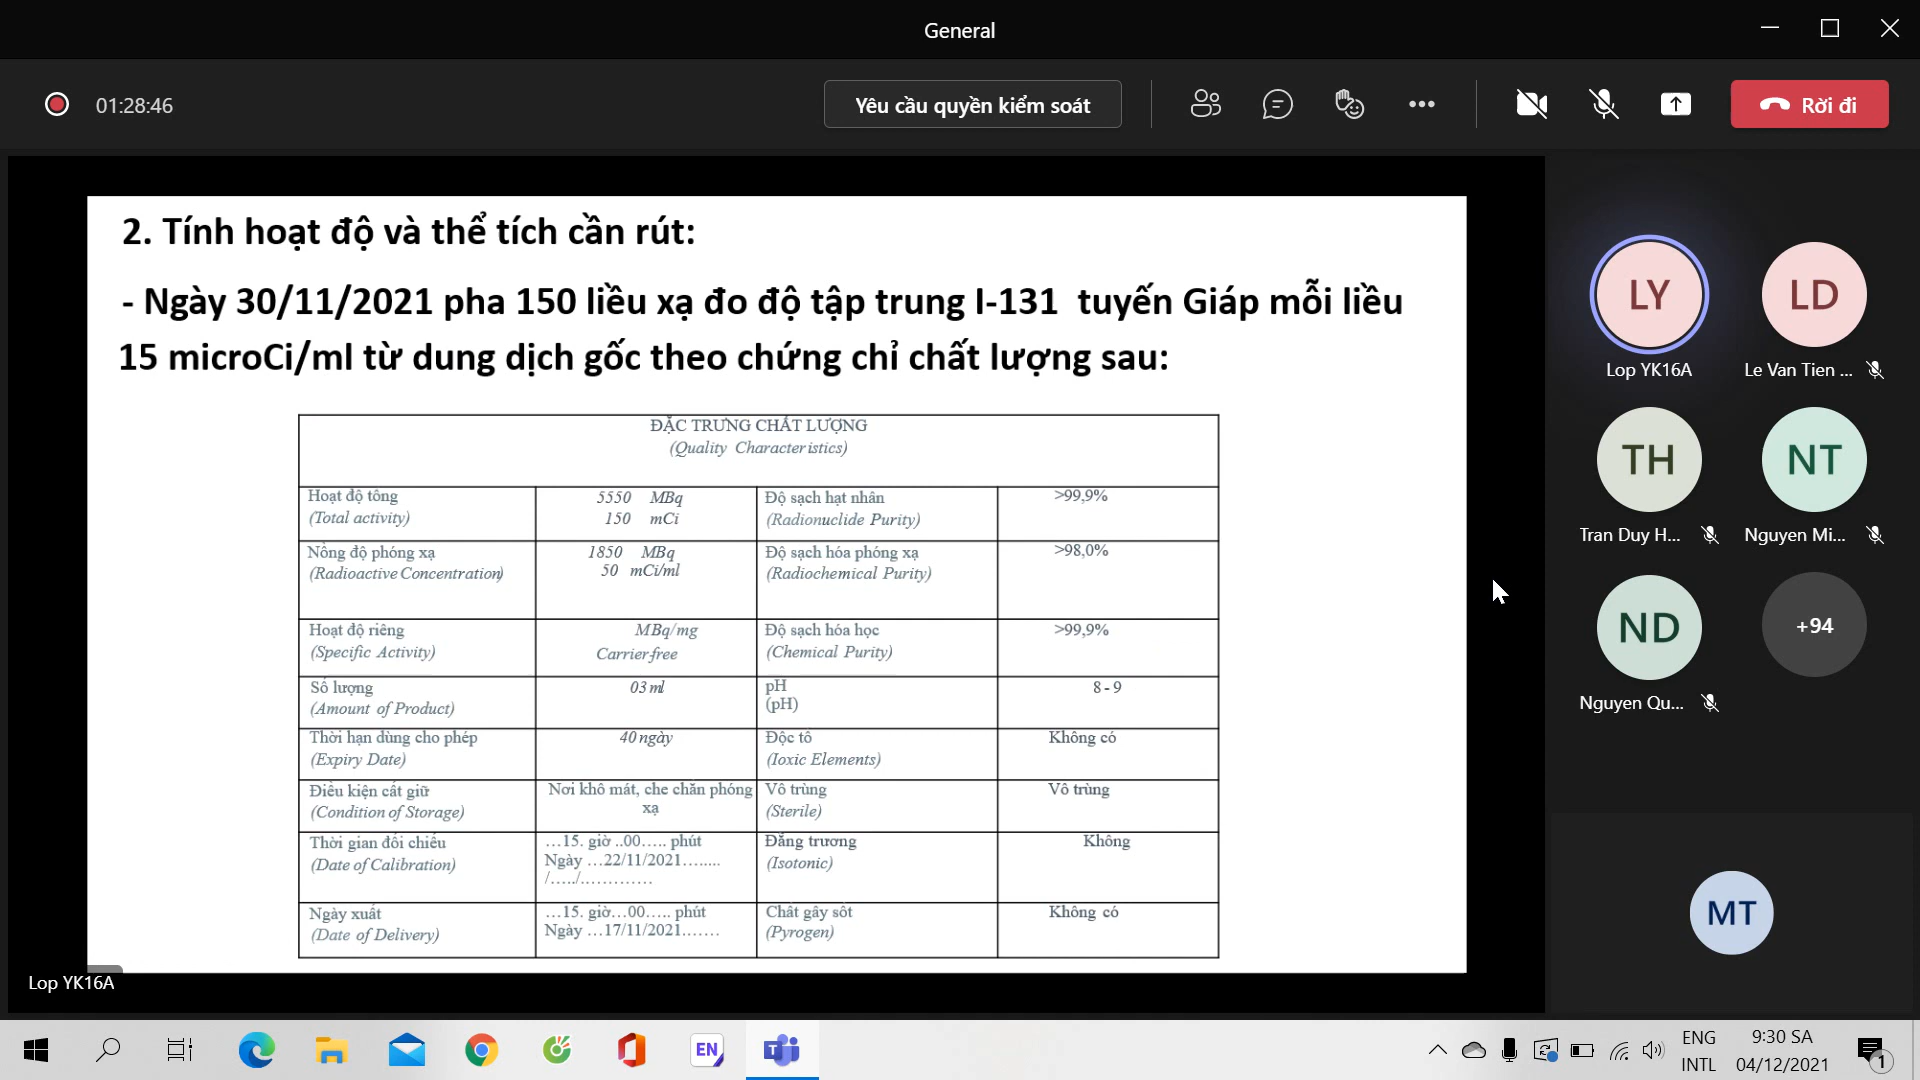 General
01:28:46
Yêu cầu quyền kiểm soát
Rời đi
2. Tính hoạt độ và thể tích cần rút:
- Ngày 30/11/2021 pha 150 liều xạ đo độ tập trung I-131 tuyến Giáp mỗi liều
15 microCi/ml từ dung dịch gốc theo chứng chỉ chất lượng sau:
ĐẶC TRƯNG CHẤT LƯỢNG
(Quality Characteristics)
Hoạt độ tổng
(Total activity)
5550 MBq
150 mCi
Độ sạch hạt nhân
(Radionuclide Purity)
>99,9%
Nồng độ phóng xạ
(Radioactive Concentration)
1850 MBq
50 mCi/ml
Độ sạch hóa phóng xạ
(Radiochemical Purity)
>98,0%
Hoạt độ riêng
(Specific Activity)
MBq/mg
Carrier-free
Độ sạch hóa học
(Chemical Purity)
>99,9%
Số lượng
(Amount of Product)
03 ml
pH
(pH)
8 - 9
Thời hạn dùng cho phép
(Expiry Date)
40 ngày
Độc tố
(Ioxic Elements)
Không có
Điều kiện cất giữ
(Condition of Storage)
Nơi khô mát, che chắn phóng
xạ
Vô trùng
(Sterile)
Vô trùng
Thời gian đối chiếu
(Date of Calibration)
…15. giờ ..00….. phút
Ngày …22/11/2021…......
/…../.…………
Đẳng trương
(Isotonic)
Không
Ngày xuất
(Date of Delivery)
…15. giờ…00….. phút
Ngày …17/11/2021.……
Chất gây sốt
(Pyrogen)
Không có
Lop YK16A
LY
Lop YK16A
LD
Le Van Tien ...
TH
Tran Duy H...
NT
Nguyen Mi...
ND
Nguyen Qu...
+94
MT
EN
T
ENG
INTL
9:30 SA
04/12/2021
1